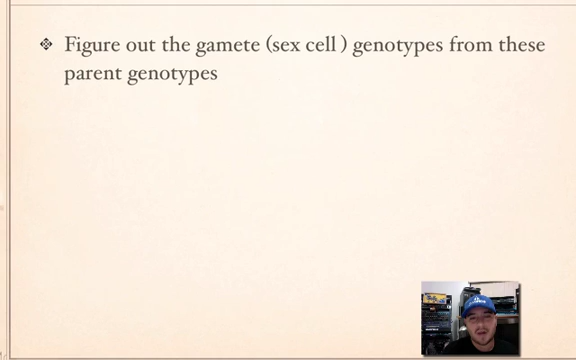 Figure out the gamete (sex cell ) genotypes from these
parent genotypes